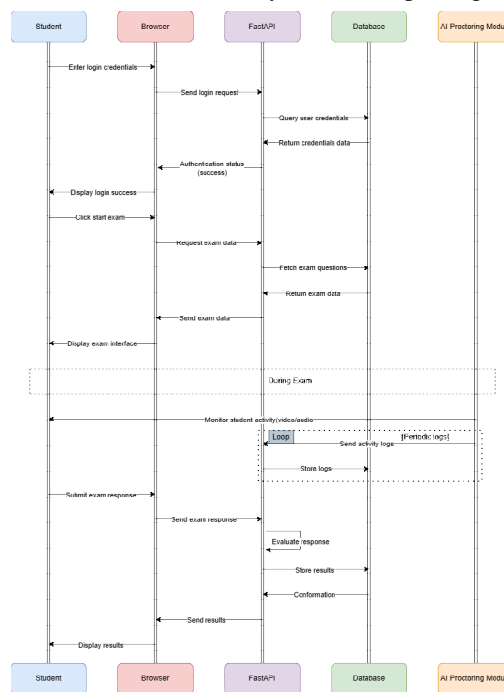 Student
Browser
FastAPI
Database
AI Proctoring Modu
Enter login credentials
Send login request
Query user credentials
Return credentials data
Authentication status
(success)
Display login success
Click start exam
Request exam data
Fetch exam questions
Return exam data
Send exam data
Display exam interface
During Exam
Monitor student activity(video/audio
Loop
[Periodic logs]
Send activity logs
Store logs
Submit exam response
Send exam response
Evaluate response
Store results
Conformation
Send results
Display results
Student
Browser
FastAPI
Database
AI Proctoring Modu